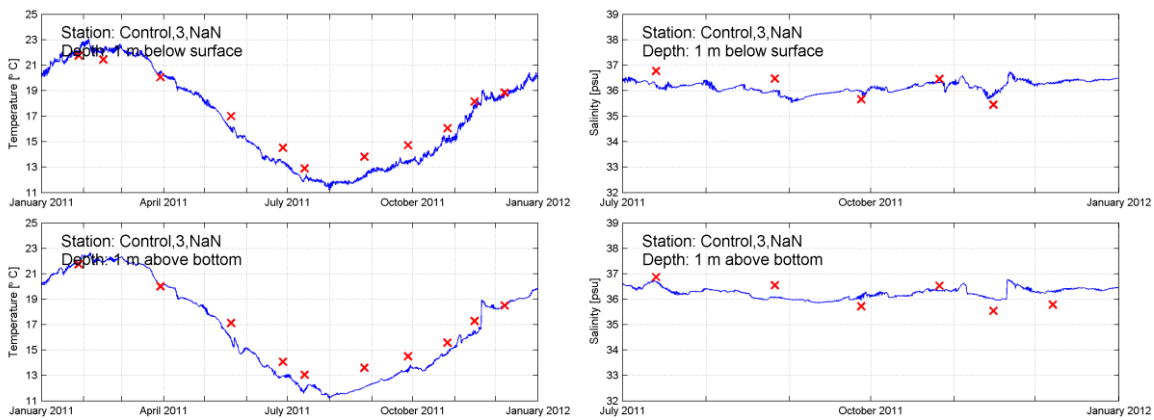 25
23
21
19
17
15
13
11
Temperature [º C]
Station: Control,3,NaN
Depth: 1 m below surface
January 2011 April 2011 July 2011 October 2011 January 2012
39
38
37
36
35
34
33
32
Salinity [psu]
Station: Control,3,NaN
Depth: 1 m below surface
July 2011 October 2011 January 2012
25
23
21
19
17
15
13
11
Temperature [º C]
Station: Control,3,NaN
Depth: 1 m above bottom
January 2011 April 2011 July 2011 October 2011 January 2012
39
38
37
36
35
34
33
32
Salinity [psu]
Station: Control,3,NaN
Depth: 1 m above bottom
July 2011 October 2011 January 2012